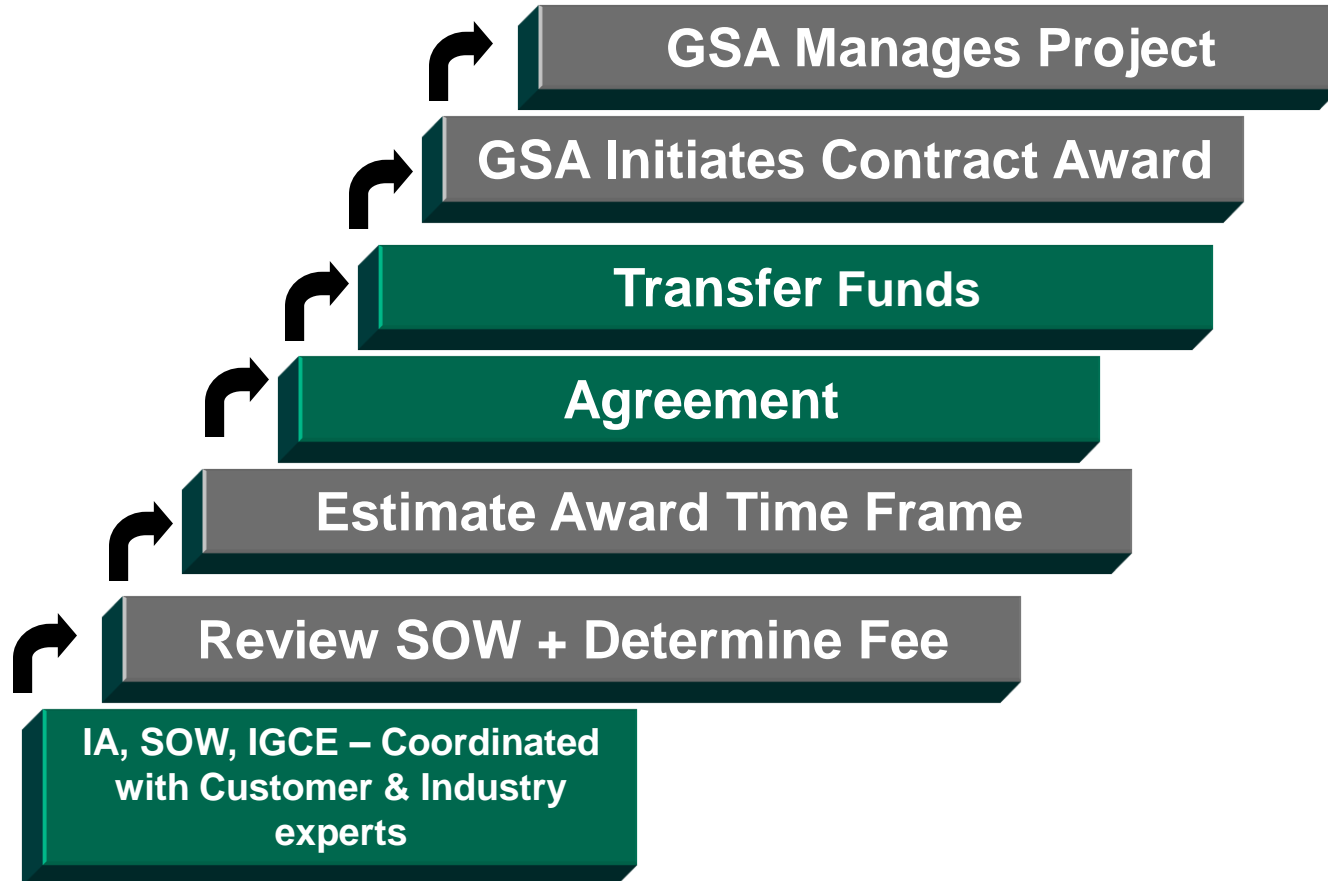 GSA Manages Project
GSA Initiates Contract Award
Transfer Funds
Agreement
Estimate Award Time Frame
Review SOW + Determine Fee
IA, SOW, IGCE – Coordinated
with Customer & Industry
experts